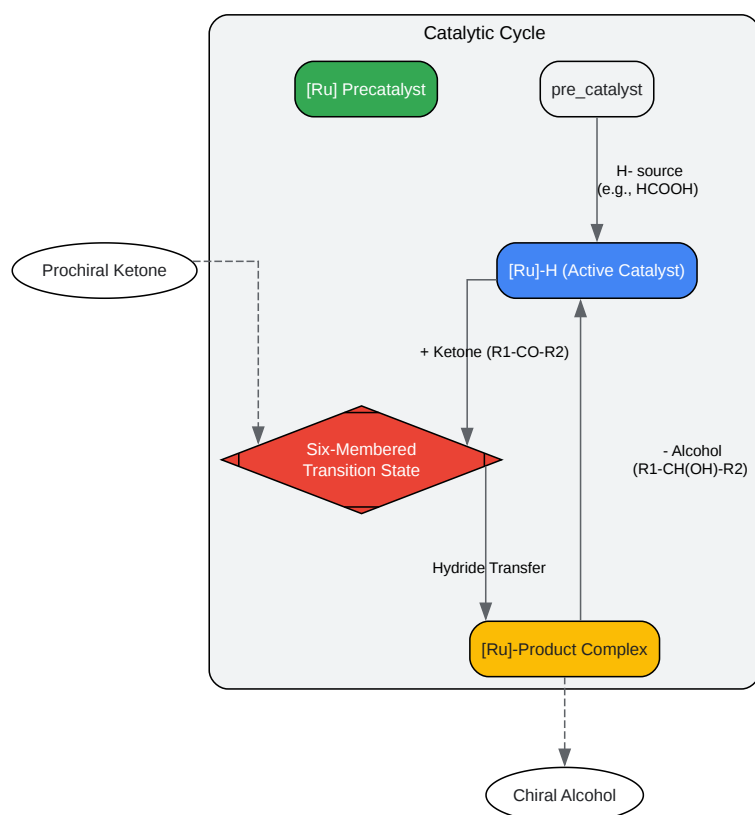 Catalytic Cycle
[Ru] Precatalyst
pre_catalyst
H- source
(e.g., HCOOH)
Prochiral Ketone
[Ru]-H (Active Catalyst)
+ Ketone (R1-CO-R2)
Six-Membered
Transition State
- Alcohol
(R1-CH(OH)-R2)
Hydride Transfer
[Ru]-Product Complex
Chiral Alcohol